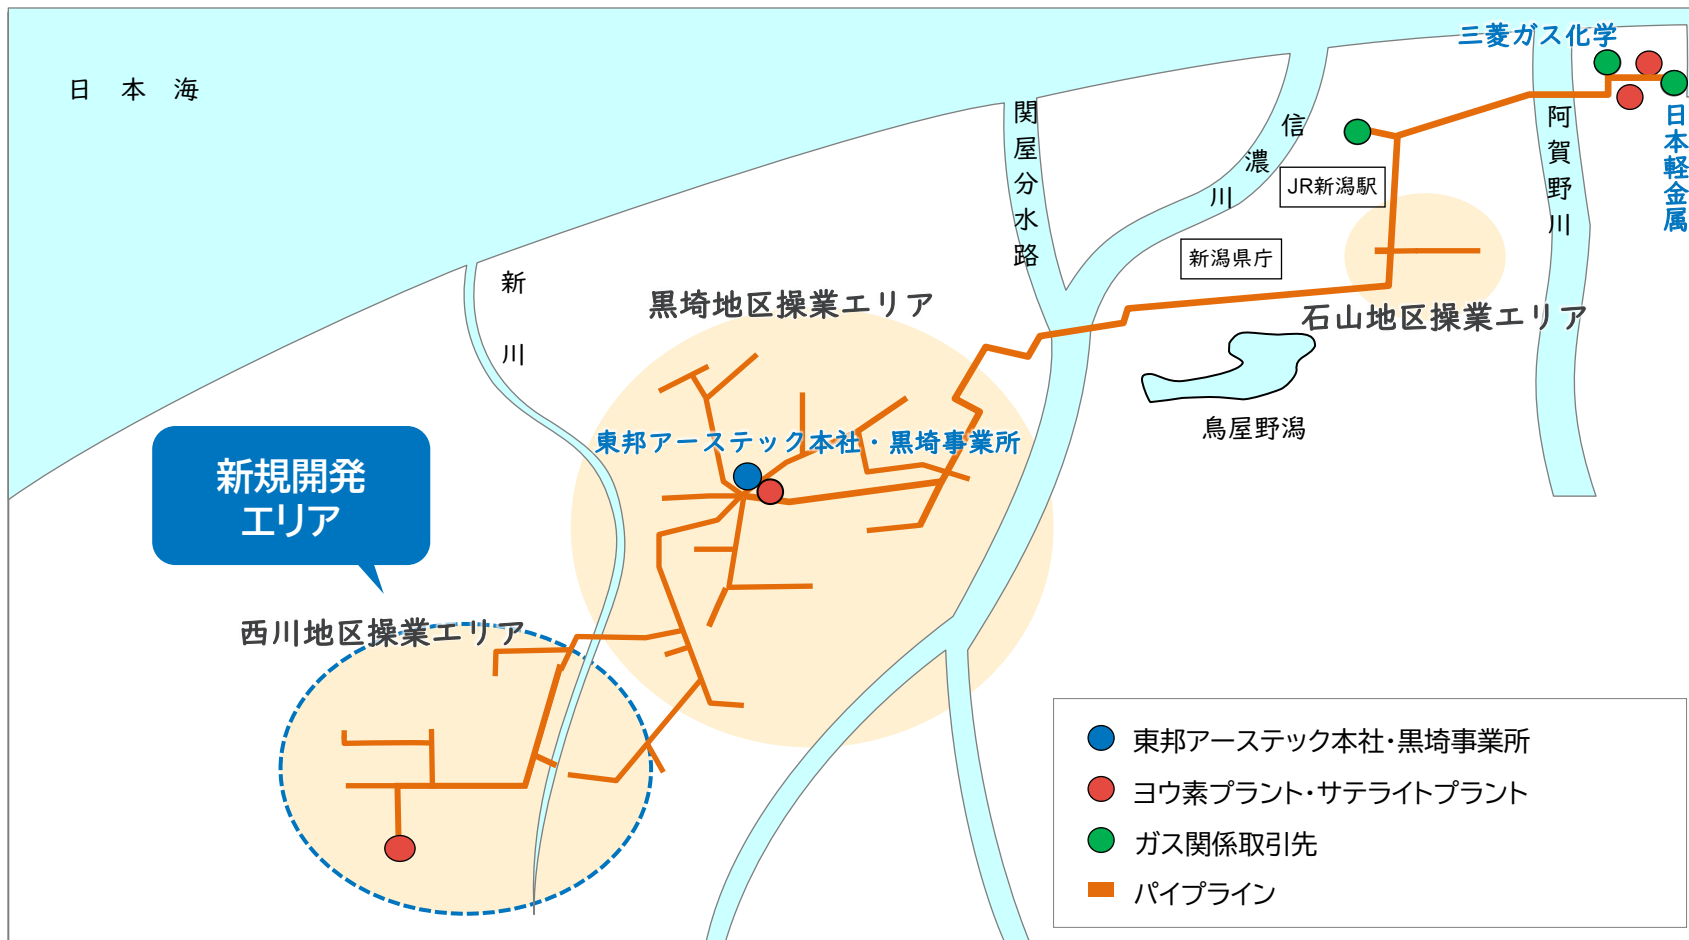 三菱ガス化学
日本海
関屋分水路
信濃川
阿賀野川
日本軽金属
JR新潟駅
新潟県庁
新川
黒埼地区操業エリア
石山地区操業エリア
鳥屋野潟
東邦アーステック本社・黒埼事業所
新規開発
エリア
西川地区操業エリア
東邦アーステック本社・黒埼事業所
ヨウ素プラント・サテライトプラント
ガス関係取引先
パイプライン